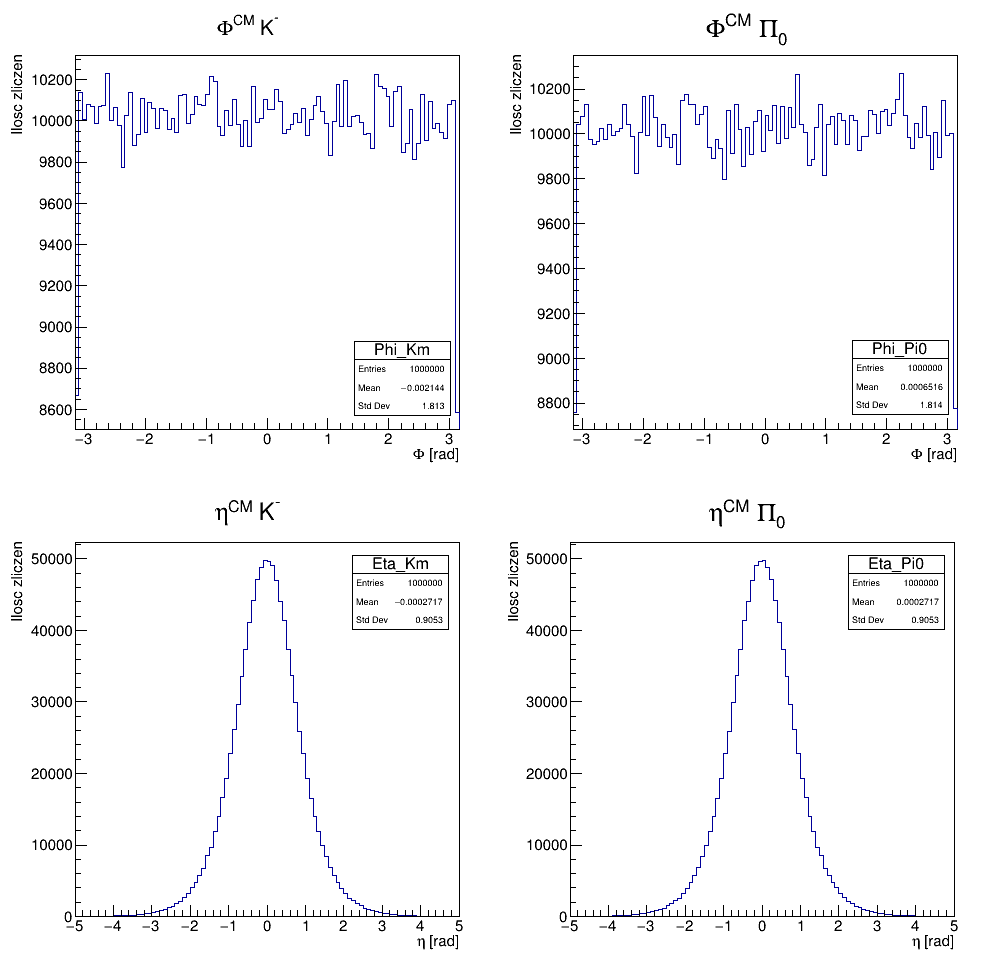 Φ^CM K^-
Ilosc zliczen
10200
10000
9800
9600
9400
9200
9000
8800
8600
−3 −2 −1 0 1 2 3
Φ [rad]
Phi_Km
Entries 1000000
Mean −0.002144
Std Dev 1.813
Φ^CM Π_0
Ilosc zliczen
10200
10000
9800
9600
9400
9200
9000
8800
−3 −2 −1 0 1 2 3
Φ [rad]
Phi_Pi0
Entries 1000000
Mean 0.0006516
Std Dev 1.814
η^CM K^-
Ilosc zliczen
50000
40000
30000
20000
10000
0
−5 −4 −3 −2 −1 0 1 2 3 4 5
η [rad]
Eta_Km
Entries 1000000
Mean −0.0002717
Std Dev 0.9053
η^CM Π_0
Ilosc zliczen
50000
40000
30000
20000
10000
0
−5 −4 −3 −2 −1 0 1 2 3 4 5
η [rad]
Eta_Pi0
Entries 1000000
Mean 0.0002717
Std Dev 0.9053